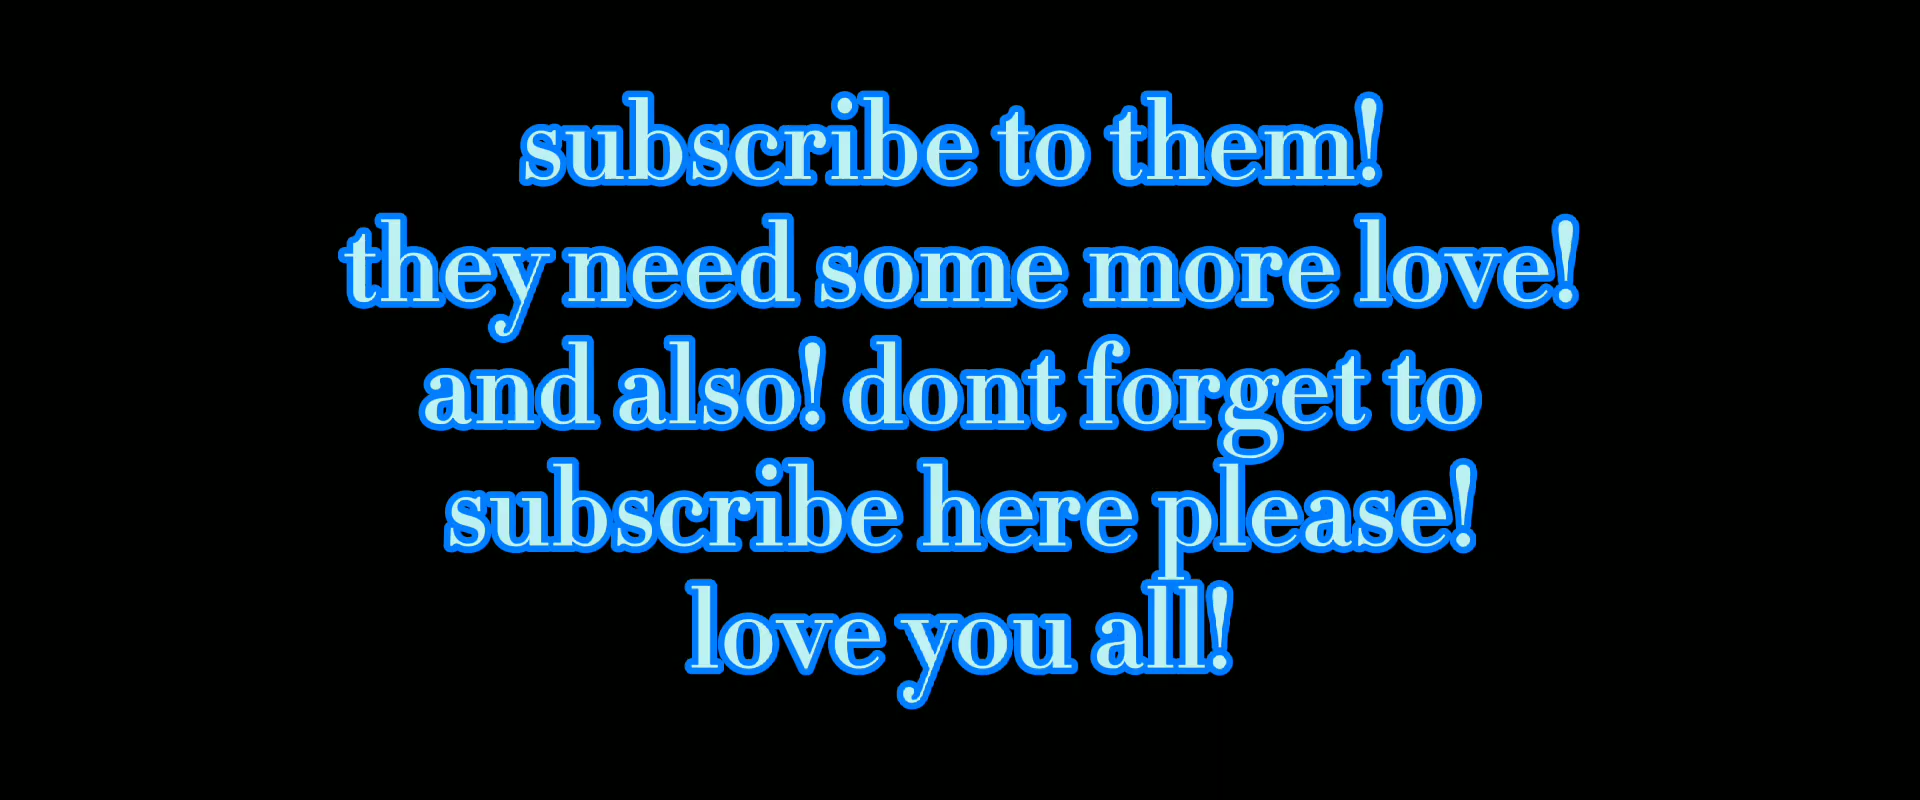 subscribe to them!
they need some more love!
and also! dont forget to
subscribe here please!
love you all!